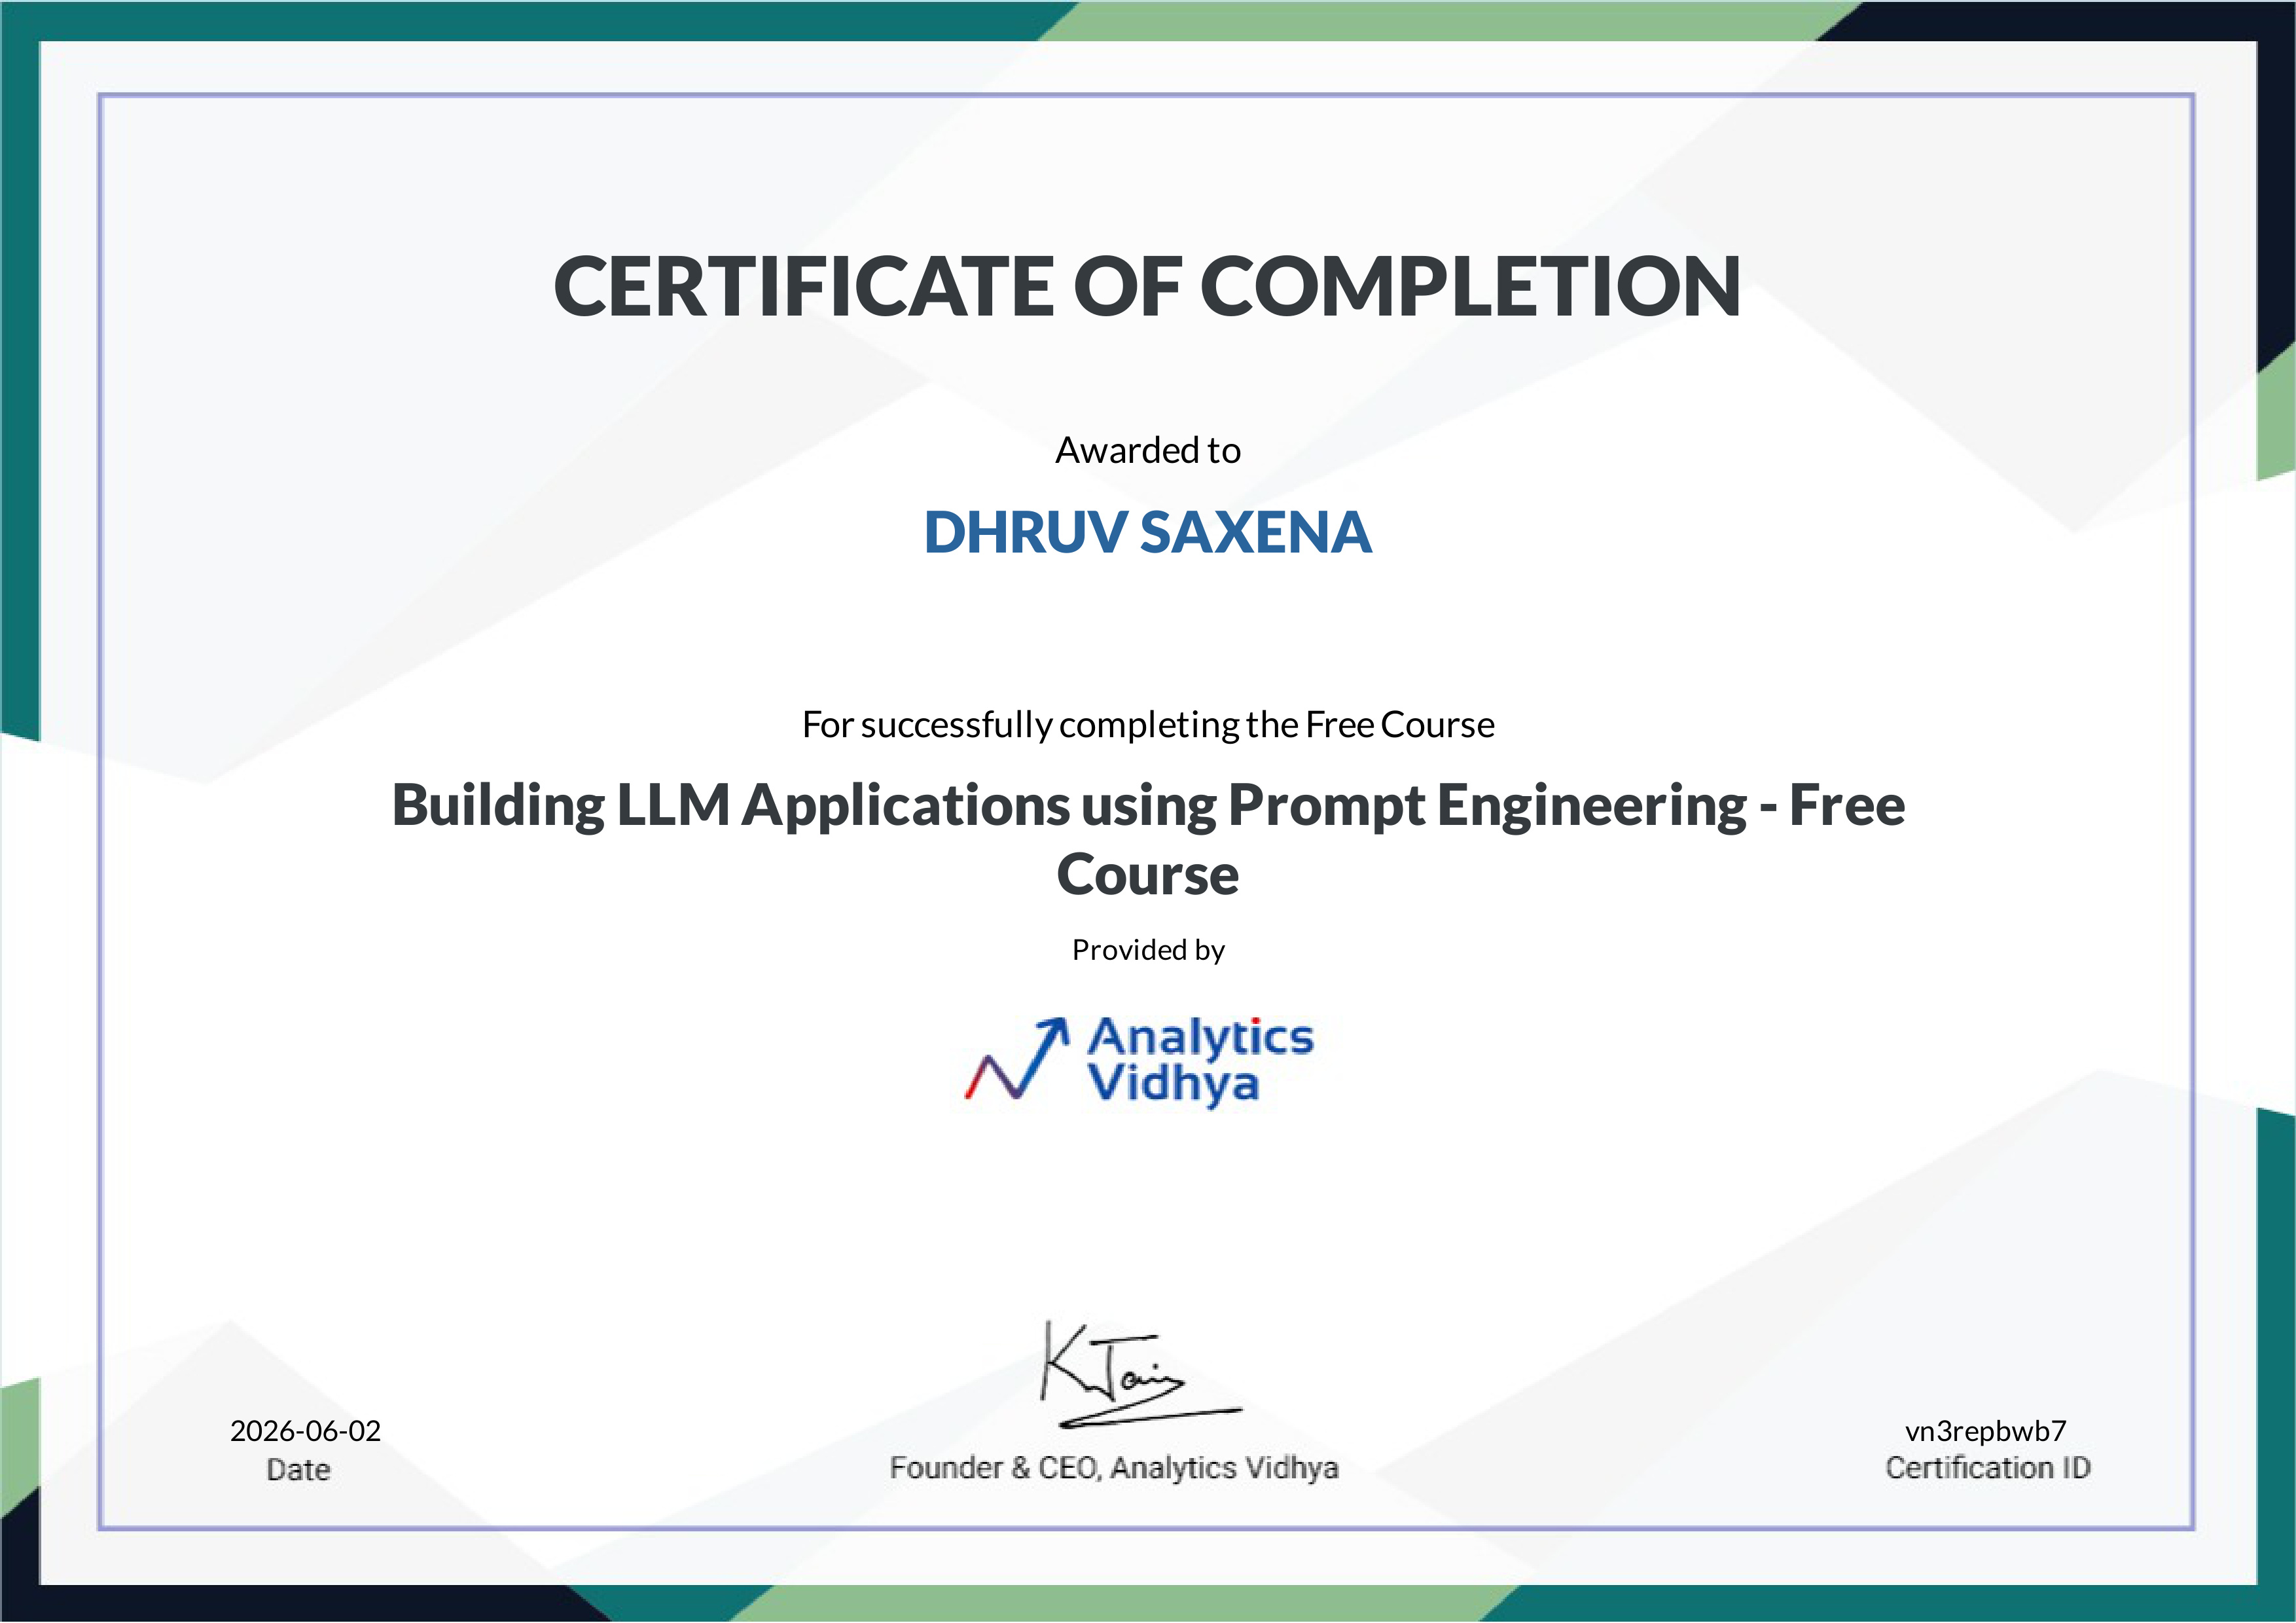 CERTIFICATE OF COMPLETION
Awarded to
DHRUV SAXENA
For successfully completing the Free Course
Building LLM Applications using Prompt Engineering - Free
Course
Provided by
Analytics
Vidhya
K Jain
2026-06-02
Date
Founder & CEO, Analytics Vidhya
vn3repbwb7
Certification ID